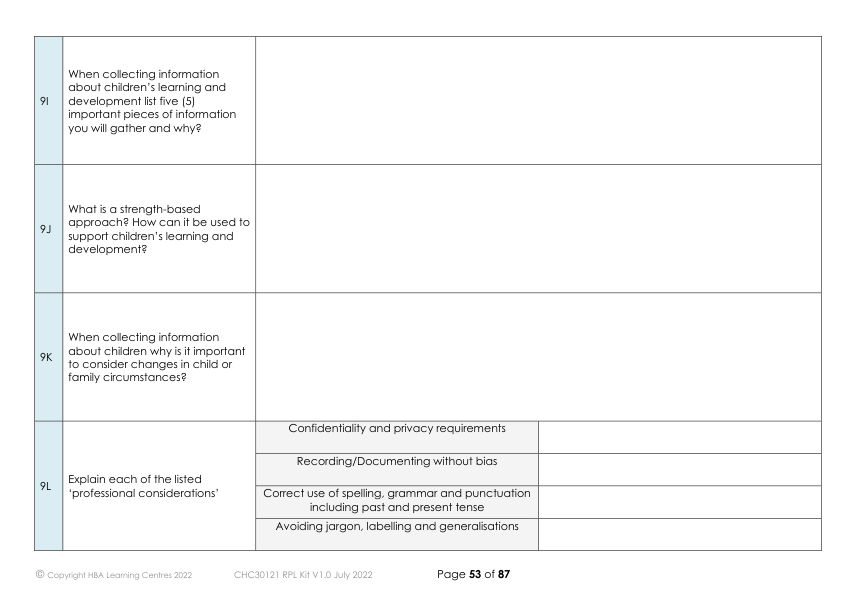 9I
When collecting information
about children’s learning and
development list five (5)
important pieces of information
you will gather and why?
9J
What is a strength-based
approach? How can it be used to
support children’s learning and
development?
9K
When collecting information
about children why is it important
to consider changes in child or
family circumstances?
9L
Explain each of the listed
‘professional considerations’
Confidentiality and privacy requirements
Recording/Documenting without bias
Correct use of spelling, grammar and punctuation
including past and present tense
Avoiding jargon, labelling and generalisations
© Copyright HBA Learning Centres 2022 CHC30121 RPL Kit V1.0 July 2022 Page 53 of 87